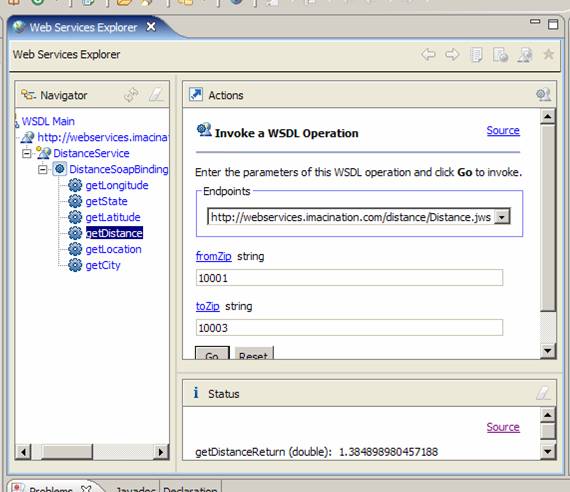 Web Services Explorer
Web Services Explorer
Navigator
WSDL Main
http://webservices.imacinat
DistanceService
DistanceSoapBinding
getLongitude
getState
getLatitude
getDistance
getLocation
getCity
Actions
Invoke a WSDL Operation
Source
Enter the parameters of this WSDL operation and click Go to invoke.
Endpoints
http://webservices.imacination.com/distance/Distance.jws
fromZip string
10001
toZip string
10003
Go Reset
Status
Source
getDistanceReturn (double): 1.384898980457188
Problems Javadoc Declaration